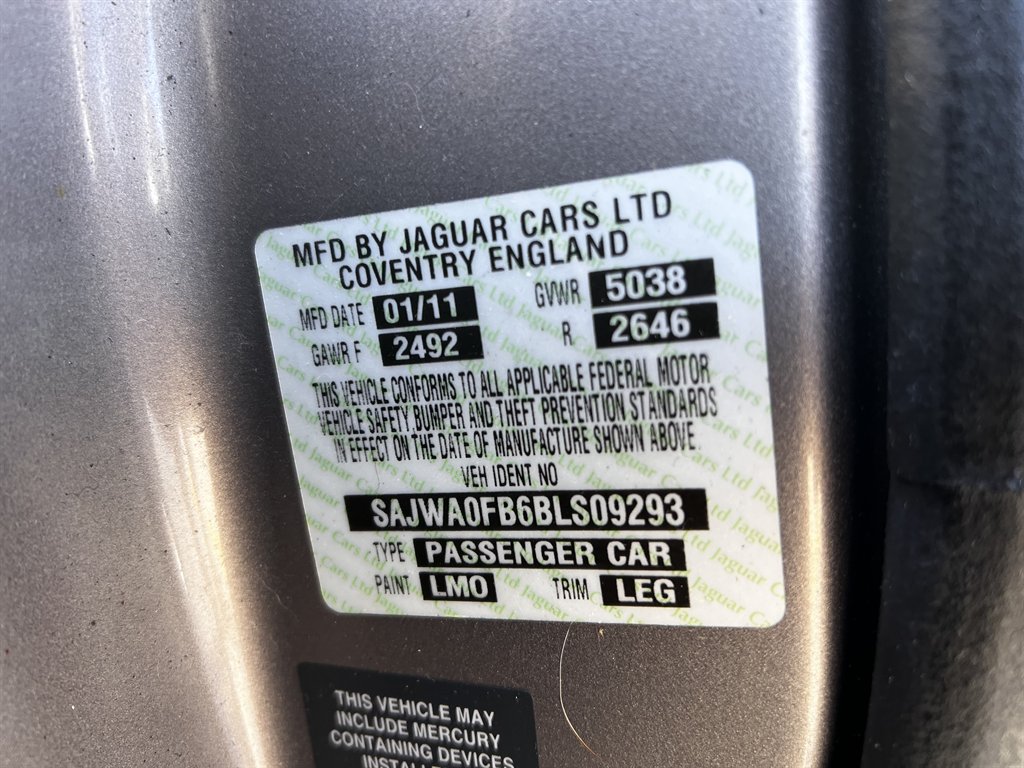 MFD BY JAGUAR CARS LTD
COVENTRY ENGLAND
MFD DATE 01/11 GVWR 5038
GAWR F 2492 R 2646
THIS VEHICLE CONFORMS TO ALL APPLICABLE FEDERAL MOTOR
VEHICLE SAFETY, BUMPER AND THEFT PREVENTION STANDARDS
IN EFFECT ON THE DATE OF MANUFACTURE SHOWN ABOVE
VEH IDENT NO
SAJWA0FB6BLS09293
TYPE PASSENGER CAR
PAINT LMO TRIM LEG
THIS VEHICLE MAY
INCLUDE MERCURY
CONTAINING DEVICES